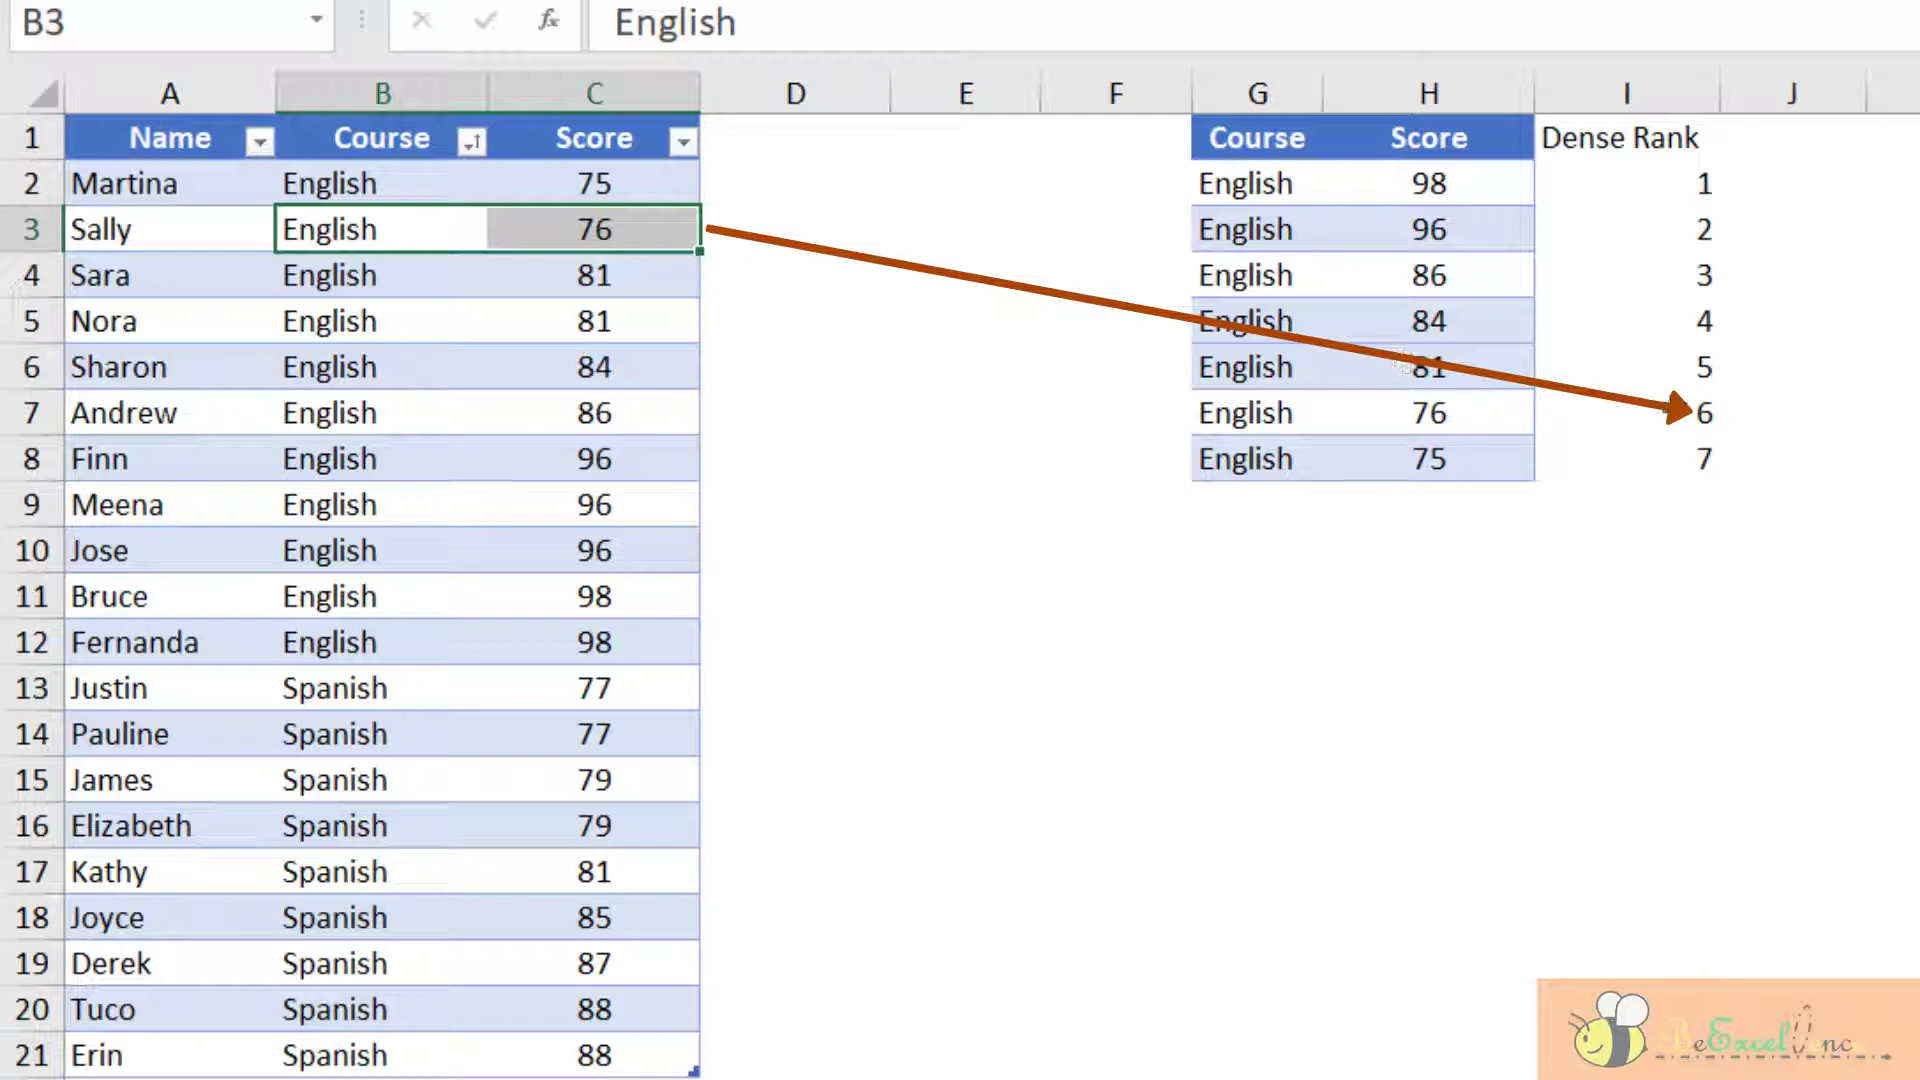 B3 fx English
A B C D E F G H I J
1 Name Course Score Course Score Dense Rank
2 Martina English 75 English 98 1
3 Sally English 76 English 96 2
4 Sara English 81 English 86 3
5 Nora English 81 English 84 4
6 Sharon English 84 English 81 5
7 Andrew English 86 English 76 6
8 Finn English 96 English 75 7
9 Meena English 96
10 Jose English 96
11 Bruce English 98
12 Fernanda English 98
13 Justin Spanish 77
14 Pauline Spanish 77
15 James Spanish 79
16 Elizabeth Spanish 79
17 Kathy Spanish 81
18 Joyce Spanish 85
19 Derek Spanish 87
20 Tuco Spanish 88
21 Erin Spanish 88